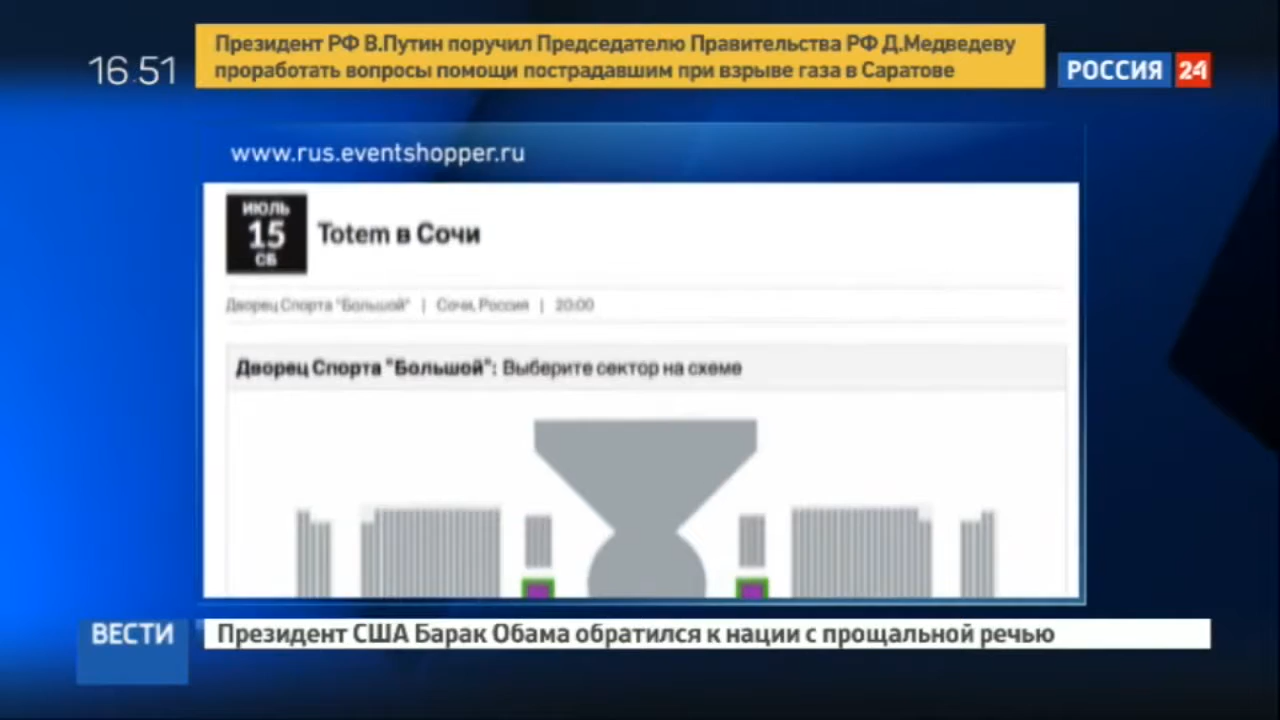 16.51
Президент РФ В.Путин поручил Председателю Правительства РФ Д.Медведеву
проработать вопросы помощи пострадавшим при взрыве газа в Саратове
РОССИЯ 24
www.rus.eventshopper.ru
ИЮЛЬ
15
СБ
Totem в Сочи
Дворец Спорта "Большой" | Сочи, Россия | 20:00
Дворец Спорта "Большой": Выберите сектор на схеме
ВЕСТИ
Президент США Барак Обама обратился к нации с прощальной речью